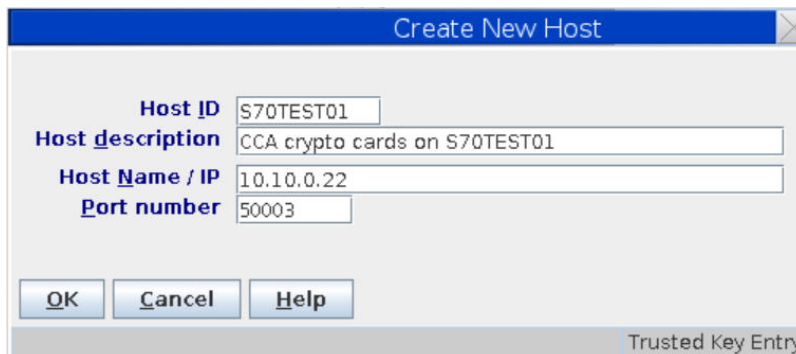 Create New Host
Host ID S70TEST01
Host description CCA crypto cards on S70TEST01
Host Name / IP 10.10.0.22
Port number 50003
OK Cancel Help
Trusted Key Entry